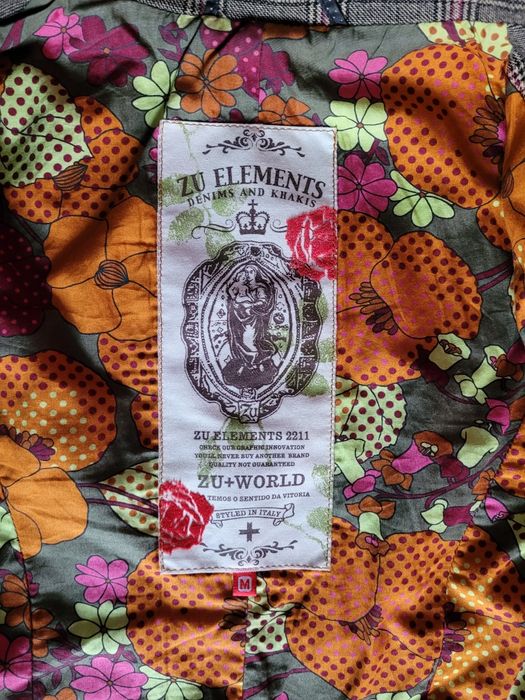 ZU ELEMENTS
DENIMS AND KHAKIS
Zu
ZU ELEMENTS 2211
CHECK OUR GRAPHIC INNOVATION
YOU'LL NEVER BUY ANOTHER BRAND
QUALITY NOT GUARANTEED
ZU+WORLD
TEMOS O SENTIDO DA VITORIA
STYLED IN ITALY
M